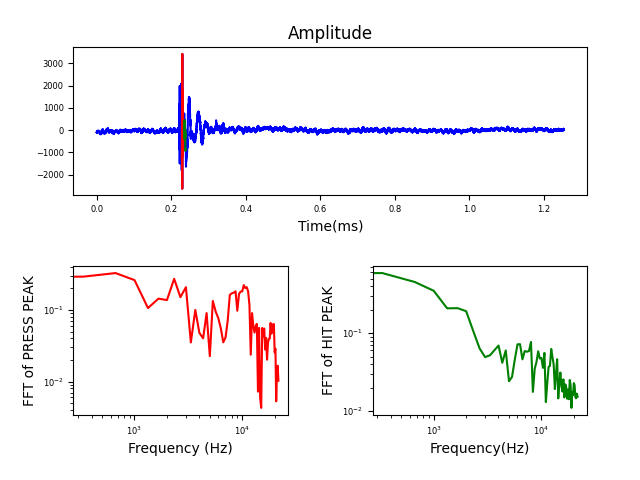 Amplitude
3000
2000
1000
0
−1000
−2000
0.0 0.2 0.4 0.6 0.8 1.0 1.2
Time(ms)
FFT of PRESS PEAK
10⁻¹
10⁻²
10³ 10⁴
Frequency (Hz)
FFT of HIT PEAK
10⁻¹
10⁻²
10³ 10⁴
Frequency(Hz)